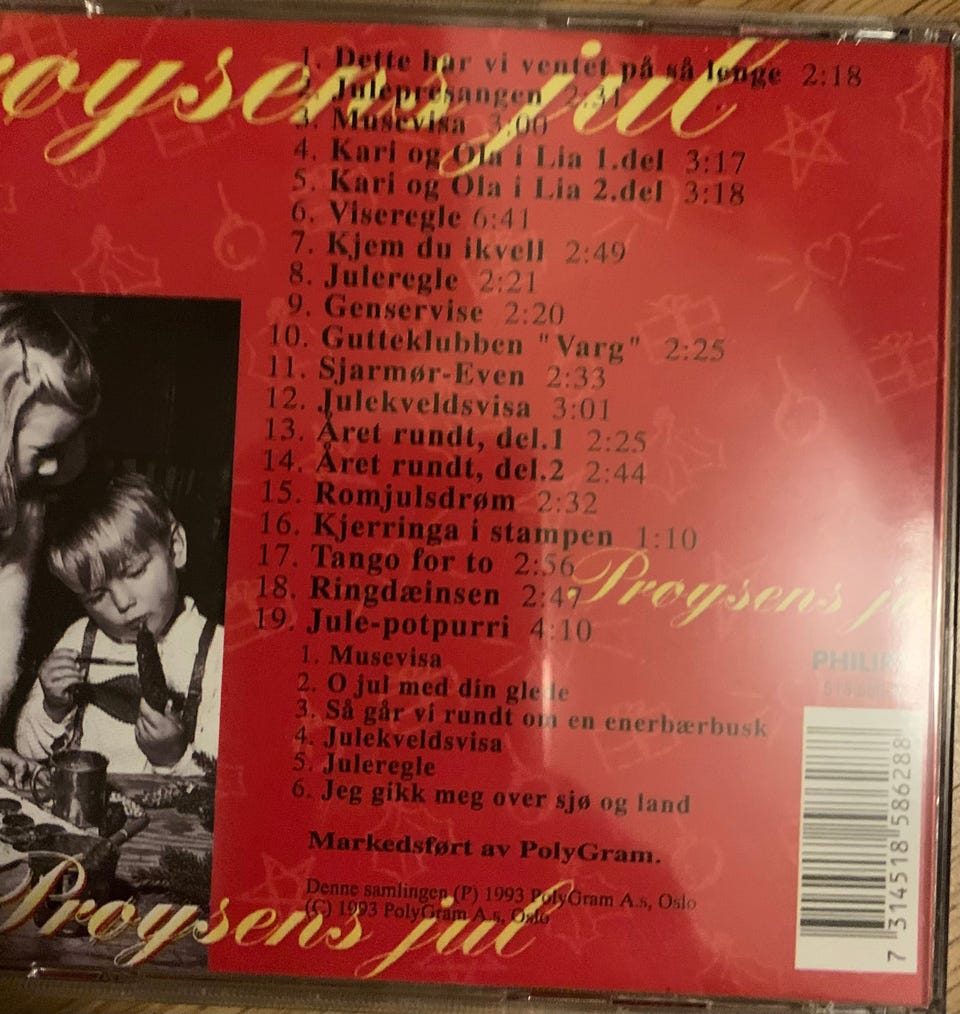 Prøysens jul
1. Dette har vi ventet på så lenge 2:18
2. Julepresangen 2:31
3. Musevisa 3:00
4. Kari og Ola i Lia 1.del 3:17
5. Kari og Ola i Lia 2.del 3:18
6. Viseregle 6:41
7. Kjem du ikvell 2:49
8. Juleregle 2:21
9. Genservise 2:20
10. Gutteklubben "Varg" 2:25
11. Sjarmør-Even 2:33
12. Julekveldsvisa 3:01
13. Året rundt, del.1 2:25
14. Året rundt, del.2 2:44
15. Romjulsdrøm 2:32
16. Kjerringa i stampen 1:10
17. Tango for to 2:56
18. Ringdæinsen 2:47
Prøysens ju
19. Jule-potpurri 4:10
1. Musevisa
2. O jul med din glede
3. Så går vi rundt om en enerbærbusk
4. Julekveldsvisa
5. Juleregle
6. Jeg gikk meg over sjø og land
PHILIPS
Markedsført av PolyGram.
Denne samlingen (P) 1993 PolyGram A.s, Oslo
(C) 1993 PolyGram A.s, Oslo
Prøysens jul
7 314518 586288